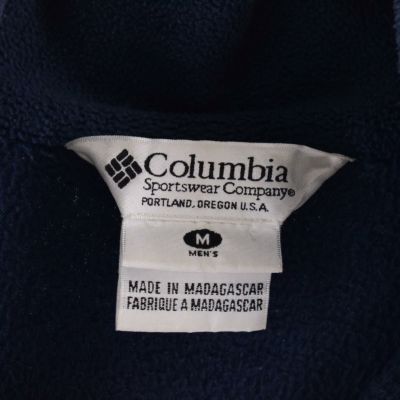 Columbia
Sportswear Company®
PORTLAND, OREGON U.S.A.
M
MEN'S
MADE IN MADAGASCAR
FABRIQUE A MADAGASCAR